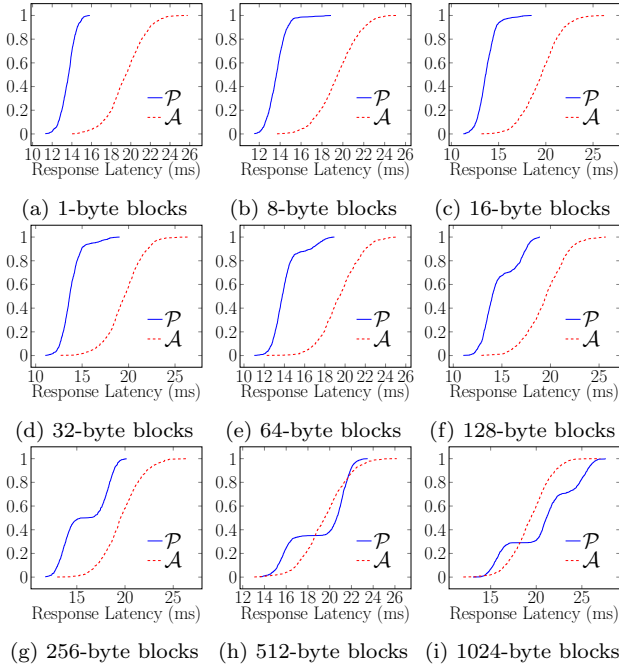 1
0.8
0.6
0.4
0.2
0
P
A
10 12 14 16 18 20 22 24 26
Response Latency (ms)
(a) 1-byte blocks
1
0.8
0.6
0.4
0.2
0
P
A
12 14 16 18 20 22 24 26
Response Latency (ms)
(b) 8-byte blocks
1
0.8
0.6
0.4
0.2
0
P
A
10 15 20 25
Response Latency (ms)
(c) 16-byte blocks
1
0.8
0.6
0.4
0.2
0
P
A
10 15 20 25
Response Latency (ms)
(d) 32-byte blocks
1
0.8
0.6
0.4
0.2
0
P
A
10 12 14 16 18 20 22 24 26
Response Latency (ms)
(e) 64-byte blocks
1
0.8
0.6
0.4
0.2
0
P
A
10 15 20 25
Response Latency (ms)
(f) 128-byte blocks
1
0.8
0.6
0.4
0.2
0
P
A
15 20 25
Response Latency (ms)
(g) 256-byte blocks
1
0.8
0.6
0.4
0.2
0
P
A
12 14 16 18 20 22 24 26
Response Latency (ms)
(h) 512-byte blocks
1
0.8
0.6
0.4
0.2
0
P
A
15 20 25
Response Latency (ms)
(i) 1024-byte blocks